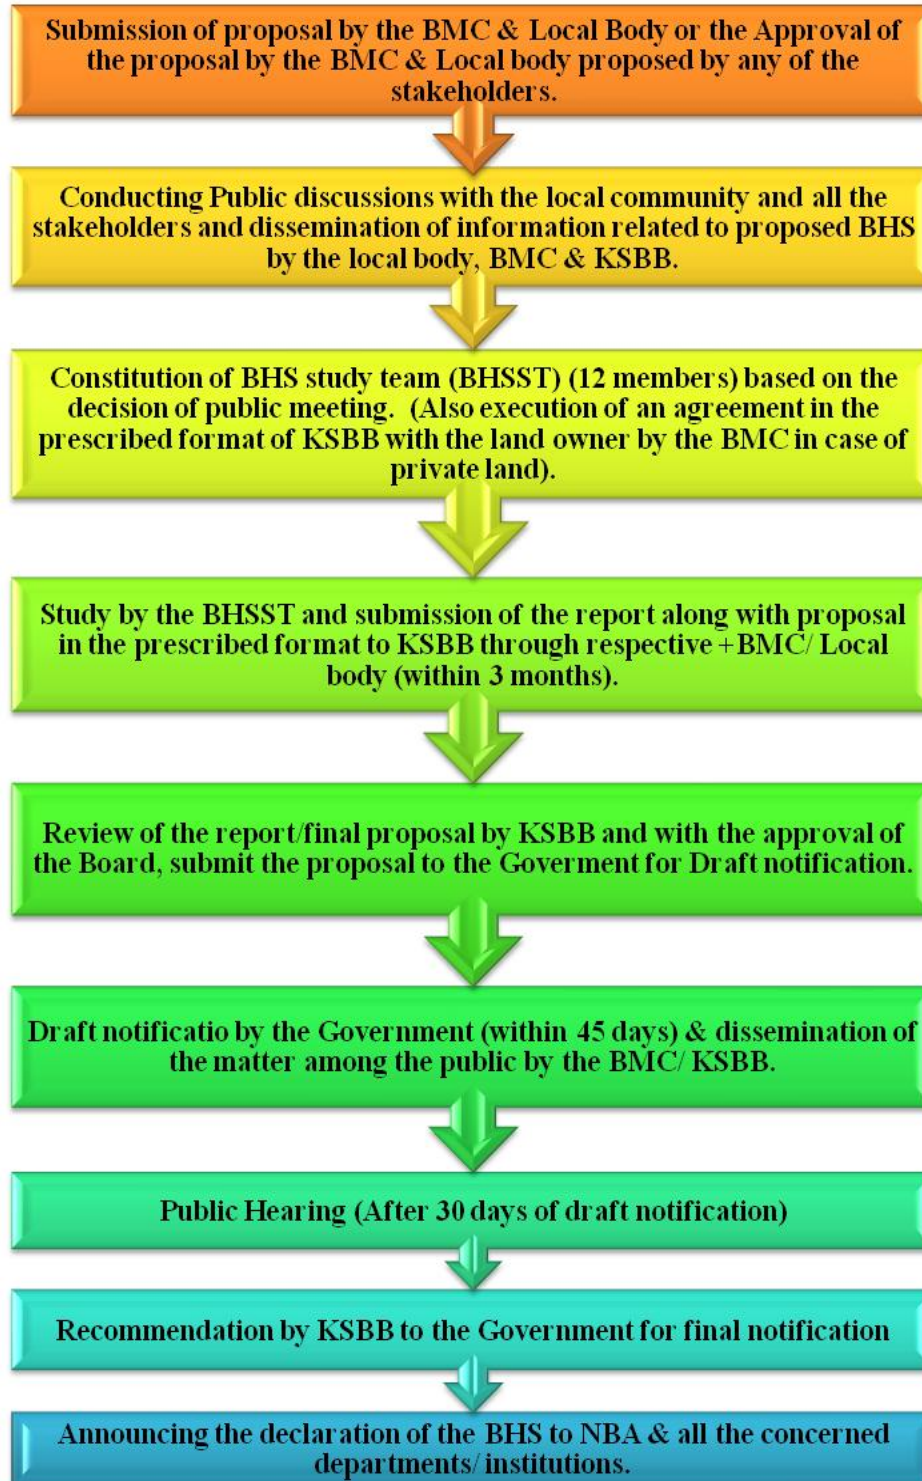 Submission of proposal by the BMC & Local Body or the Approval of
the proposal by the BMC & Local body proposed by any of the
stakeholders.
Conducting Public discussions with the local community and all the
stakeholders and dissemination of information related to proposed BHS
by the local body, BMC & KSBB.
Constitution of BHS study team (BHSST) (12 members) based on the
decision of public meeting. (Also execution of an agreement in the
prescribed format of KSBB with the land owner by the BMC in case of
private land).
Study by the BHSST and submission of the report along with proposal
in the prescribed format to KSBB through respective +BMC/ Local
body (within 3 months).
Review of the report/final proposal by KSBB and with the approval of
the Board, submit the proposal to the Goverment for Draft notification.
Draft notificatio by the Government (within 45 days) & dissemination of
the matter among the public by the BMC/ KSBB.
Public Hearing (After 30 days of draft notification)
Recommendation by KSBB to the Government for final notification
Announcing the declaration of the BHS to NBA & all the concerned
departments/ institutions.